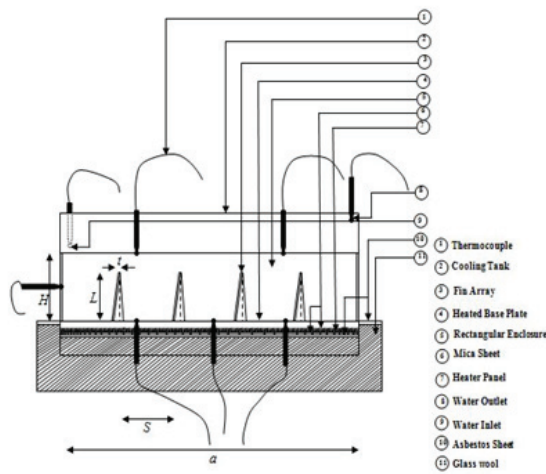 1
2
3
4
5
6
7
8
9
10
11
t
H
L
S
a
1 Thermocouple
2 Cooling Tank
3 Fin Array
4 Heated Base Plate
5 Rectangular Enclosure
6 Mica Sheet
7 Heater Panel
8 Water Outlet
9 Water Inlet
10 Asbestos Sheet
11 Glass wool